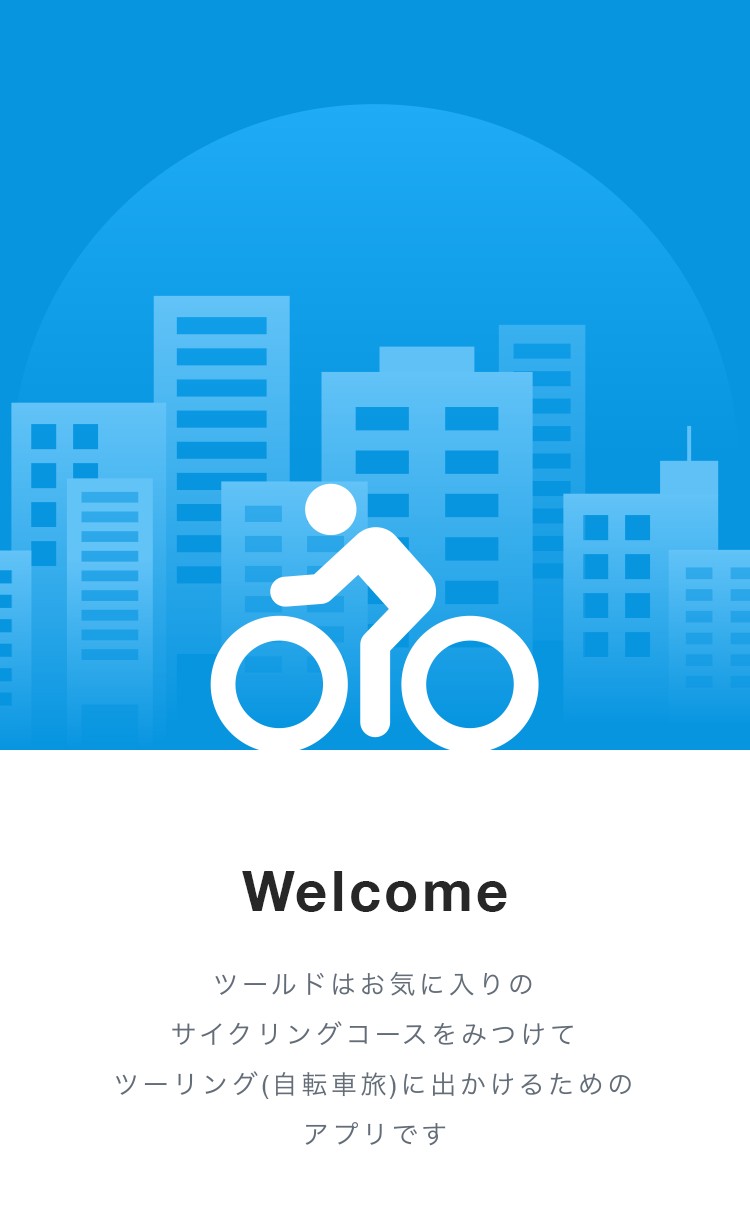 Welcome
ツールドはお気に入りの
サイクリングコースをみつけて
ツーリング(自転車旅)に出かけるための
アプリです